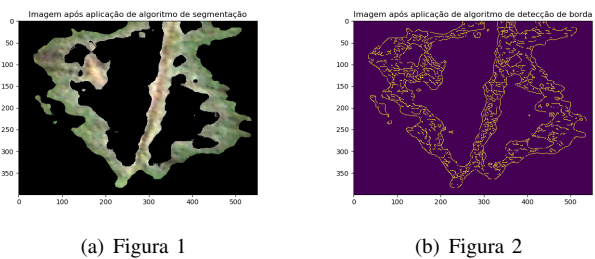 Imagem após aplicação de algoritmo de segmentação
0
50
100
150
200
250
300
350
0 100 200 300 400 500
(a) Figura 1
Imagem após aplicação de algoritmo de detecção de borda
0
50
100
150
200
250
300
350
0 100 200 300 400 500
(b) Figura 2